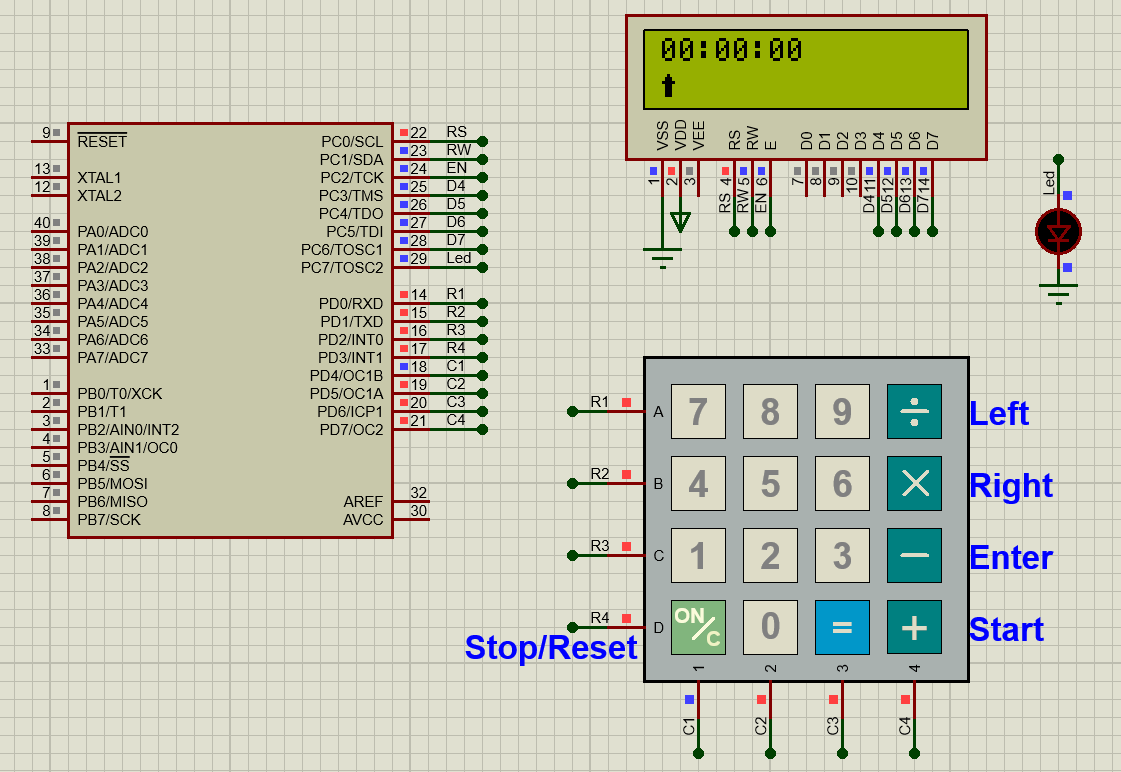 00:00:00
VSS
VDD
VEE
RS
RW
E
D0
D1
D2
D3
D4
D5
D6
D7
1
2
3
RS 4
RW 5
EN 6
7
8
9
10
D4 11
D5 12
D6 13
D7 14
Led
9 RESET
13 XTAL1
12 XTAL2
40 PA0/ADC0
39 PA1/ADC1
38 PA2/ADC2
37 PA3/ADC3
36 PA4/ADC4
35 PA5/ADC5
34 PA6/ADC6
33 PA7/ADC7
1 PB0/T0/XCK
2 PB1/T1
3 PB2/AIN0/INT2
4 PB3/AIN1/OC0
5 PB4/SS
6 PB5/MOSI
7 PB6/MISO
8 PB7/SCK
PC0/SCL 22 RS
PC1/SDA 23 RW
PC2/TCK 24 EN
PC3/TMS 25 D4
PC4/TDO 26 D5
PC5/TDI 27 D6
PC6/TOSC1 28 D7
PC7/TOSC2 29 Led
PD0/RXD 14 R1
PD1/TXD 15 R2
PD2/INT0 16 R3
PD3/INT1 17 R4
PD4/OC1B 18 C1
PD5/OC1A 19 C2
PD6/ICP1 20 C3
PD7/OC2 21 C4
AREF 32
AVCC 30
R1 A 7 8 9 ÷ Left
R2 B 4 5 6 × Right
R3 C 1 2 3 − Enter
R4 D ON/C 0 = + Start
Stop/Reset
1 2 3 4
C1 C2 C3 C4